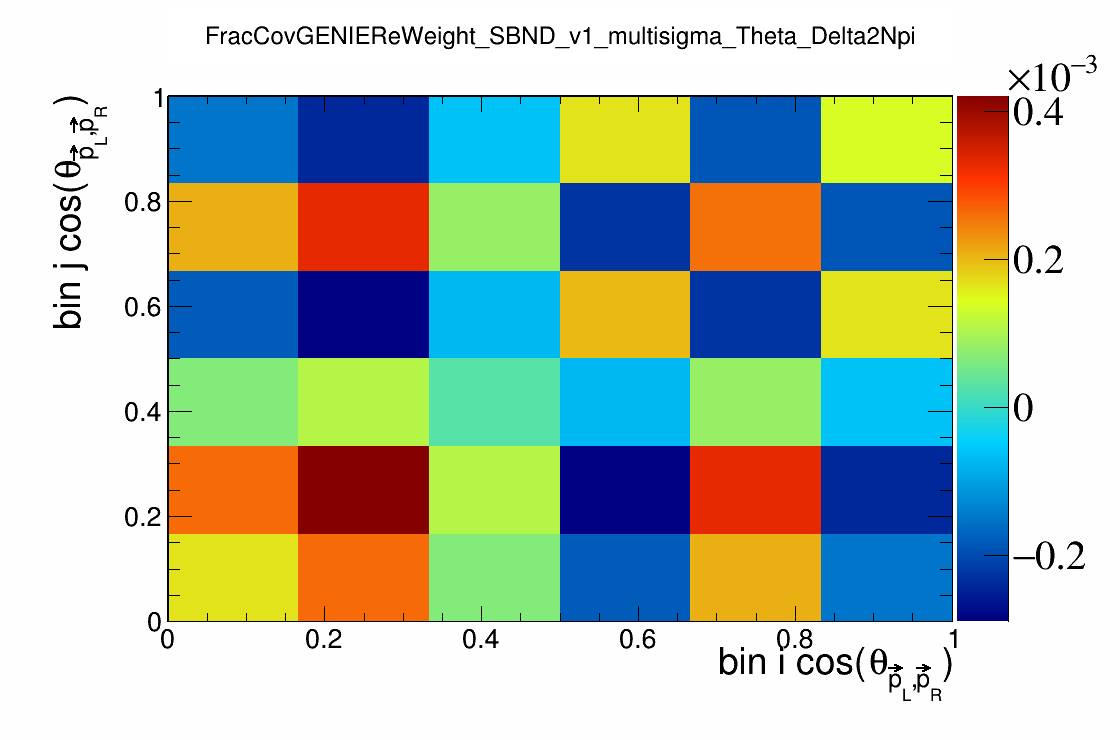 FracCovGENIEReWeight_SBND_v1_multisigma_Theta_Delta2Npi
×10⁻³
bin j cos(θ_{p⃗_L,p⃗_R})
1
0.8
0.6
0.4
0.2
0
0 0.2 0.4 0.6 0.8 1
bin i cos(θ_{p⃗_L,p⃗_R})
0.4
0.2
0
−0.2